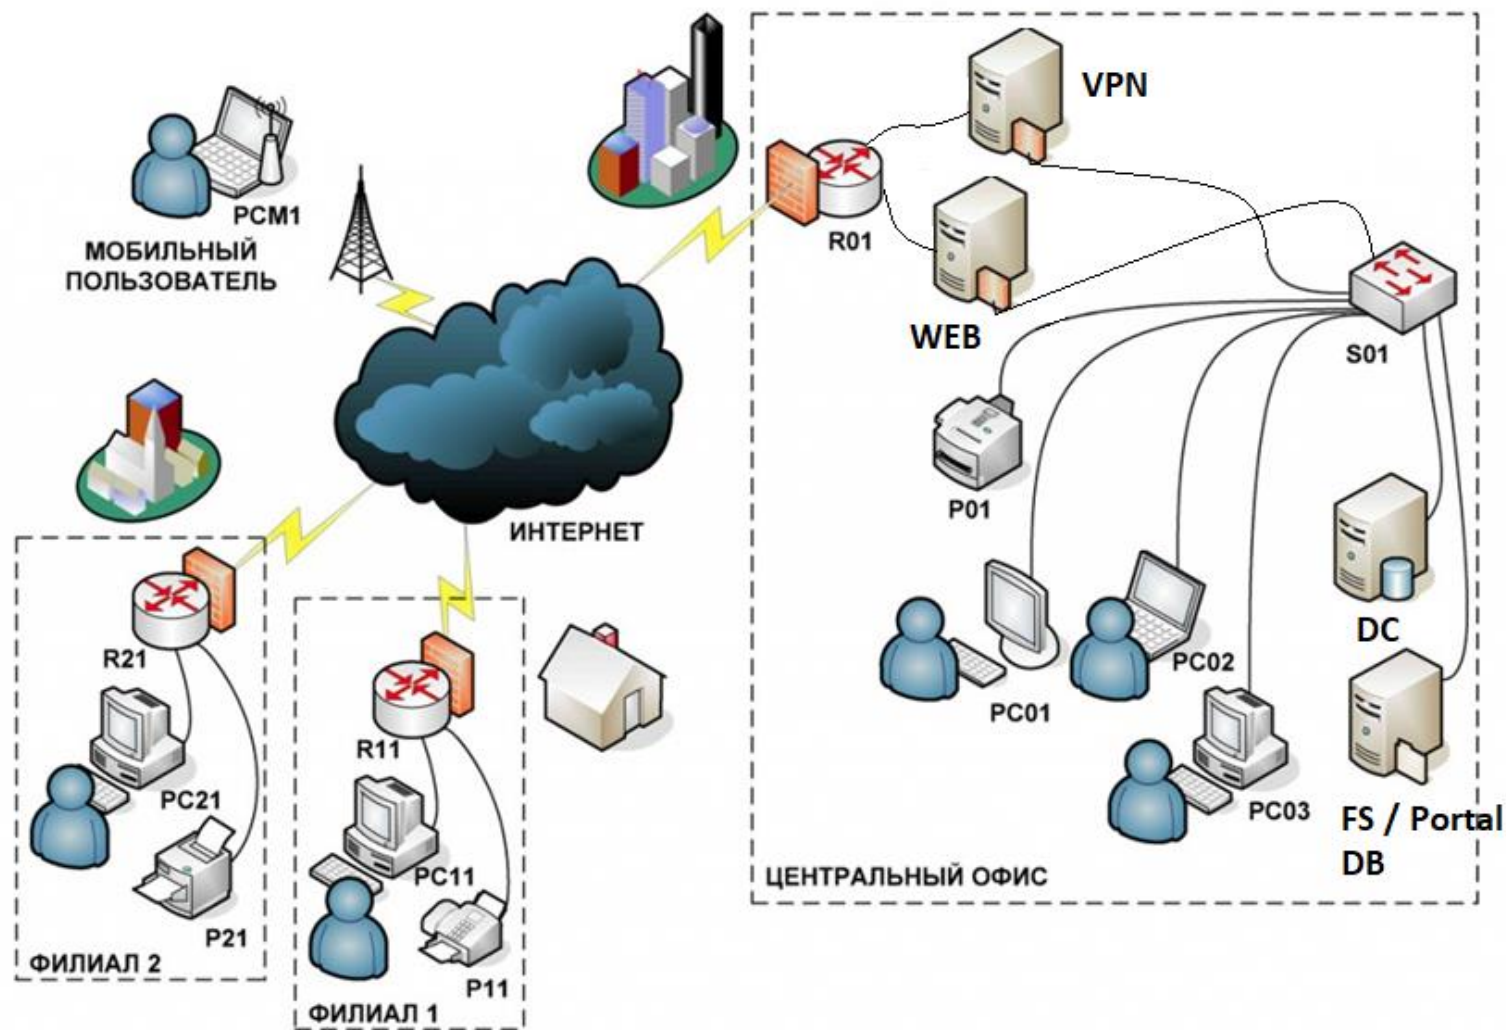 PCM1
МОБИЛЬНЫЙ
ПОЛЬЗОВАТЕЛЬ
ИНТЕРНЕТ
R21
PC21
P21
ФИЛИАЛ 2
R11
PC11
P11
ФИЛИАЛ 1
VPN
R01
WEB
S01
P01
PC01
PC02
PC03
DC
FS / Portal
DB
ЦЕНТРАЛЬНЫЙ ОФИС